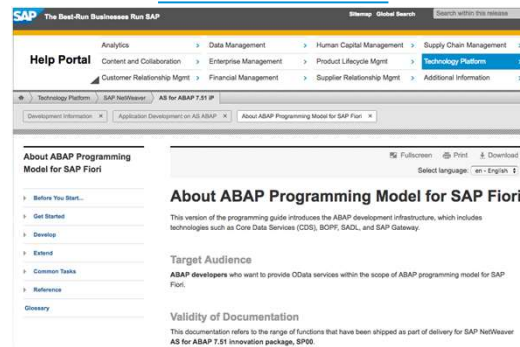 SAP The Best-Run Businesses Run SAP
Sitemap Global Search Search within this release
Help Portal
Analytics
Data Management
Human Capital Management
Supply Chain Management
Content and Collaboration
Enterprise Management
Product Lifecycle Mgmt
Technology Platform
Customer Relationship Mgmt
Financial Management
Supplier Relationship Mgmt
Additional Information
Technology Platform SAP NetWeaver AS for ABAP 7.51 IP
Development Information × Application Development on AS ABAP × About ABAP Programming Model for SAP Fiori ×
About ABAP Programming
Model for SAP Fiori
Before You Start...
Get Started
Develop
Extend
Common Tasks
Reference
Glossary
Fullscreen Print Download
Select language: en - English
About ABAP Programming Model for SAP Fiori
This version of the programming guide introduces the ABAP development infrastructure, which includes
technologies such as Core Data Services (CDS), BOPF, SADL, and SAP Gateway.
Target Audience
ABAP developers who want to provide OData services within the scope of ABAP programming model for SAP
Fiori.
Validity of Documentation
This documentation refers to the range of functions that have been shipped as part of delivery for SAP NetWeaver
AS for ABAP 7.51 innovation package, SP00.